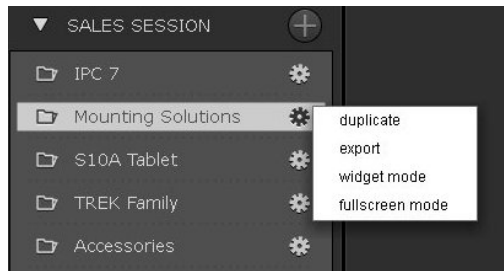 SALES SESSION
IPC 7
Mounting Solutions
S10A Tablet
TREK Family
Accessories
duplicate
export
widget mode
fullscreen mode